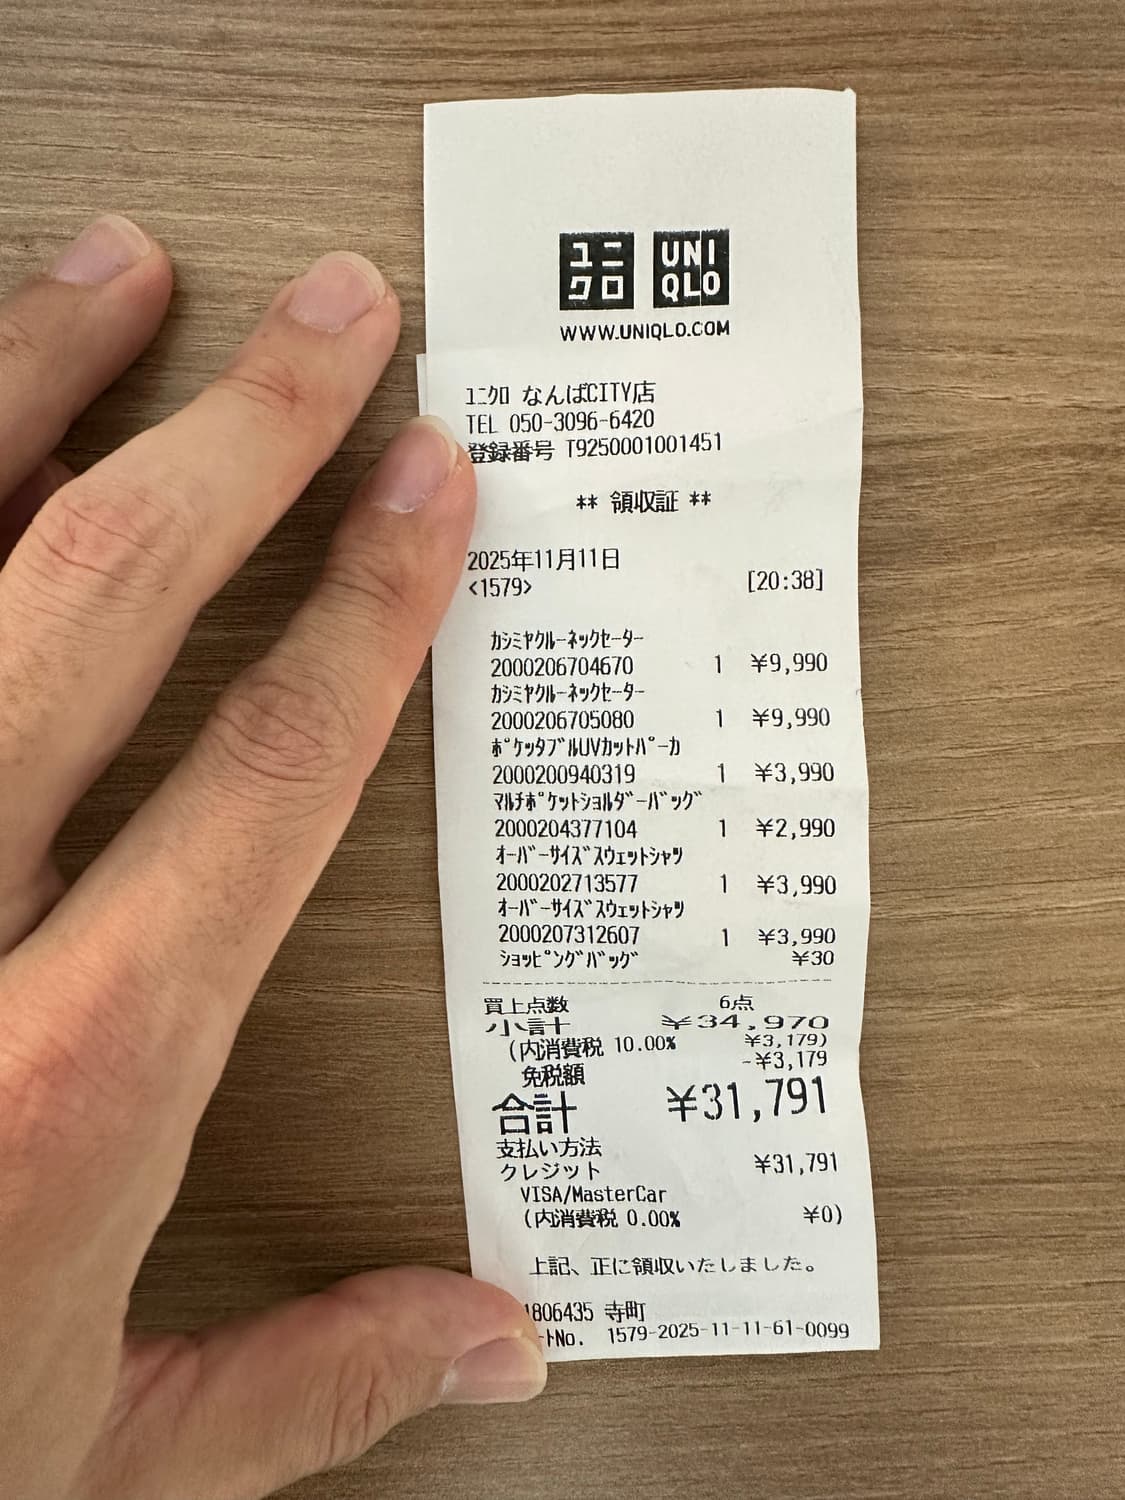 ユニ
クロ
UNI
QLO
WWW.UNIQLO.COM
ﾕﾆｸﾛ なんばCITY店
TEL 050-3096-6420
登録番号 T9250001001451
** 領収証 **
2025年11月11日
<1579> [20:38]
ｶｼﾐﾔｸﾙｰﾈｯｸｾｰﾀｰ
2000206704670 1 ¥9,990
ｶｼﾐﾔｸﾙｰﾈｯｸｾｰﾀｰ
2000206705080 1 ¥9,990
ﾎﾟｹｯﾀﾌﾞﾙUVｶｯﾄﾊﾟｰｶ
2000200940319 1 ¥3,990
ﾏﾙﾁﾎﾟｹｯﾄｼｮﾙﾀﾞｰﾊﾞｯｸﾞ
2000204377104 1 ¥2,990
ｵｰﾊﾞｰｻｲｽﾞｽｳｪｯﾄｼｬﾂ
2000202713577 1 ¥3,990
ｵｰﾊﾞｰｻｲｽﾞｽｳｪｯﾄｼｬﾂ
2000207312607 1 ¥3,990
ｼｮｯﾋﾟﾝｸﾞﾊﾞｯｸﾞ ¥30
買上点数 6点
小計 ¥34,970
(内消費税 10.00% ¥3,179)
免税額 -¥3,179
合計 ¥31,791
支払い方法
クレジット ¥31,791
VISA/MasterCar
(内消費税 0.00% ¥0)
上記、正に領収いたしました。
1806435 寺町
ｰﾄNo. 1579-2025-11-11-61-0099